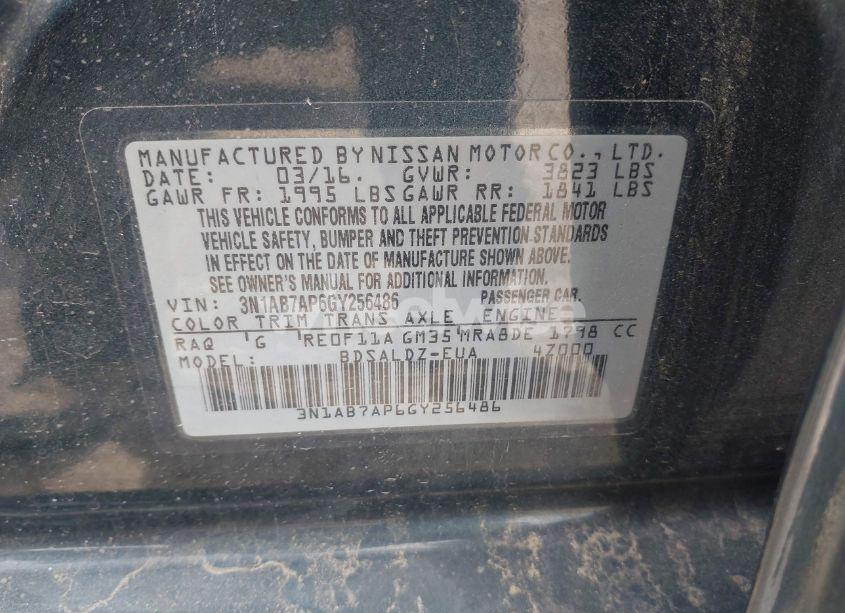 MANUFACTURED BY NISSAN MOTOR CO., LTD.
DATE: 03/16. GVWR: 3823 LBS
GAWR FR: 1995 LBS GAWR RR: 1841 LBS
THIS VEHICLE CONFORMS TO ALL APPLICABLE FEDERAL MOTOR
VEHICLE SAFETY, BUMPER AND THEFT PREVENTION STANDARDS
IN EFFECT ON THE DATE OF MANUFACTURE SHOWN ABOVE.
SEE OWNER'S MANUAL FOR ADDITIONAL INFORMATION.
VIN: 3N1AB7AP6GY256486 PASSENGER CAR.
COLOR TRIM TRANS AXLE ENGINE
RAQ G RE0F11A GM35 MRA8DE 1798 CC
MODEL: BDSALDZ-EUA 4Z000
3N1AB7AP6GY256486